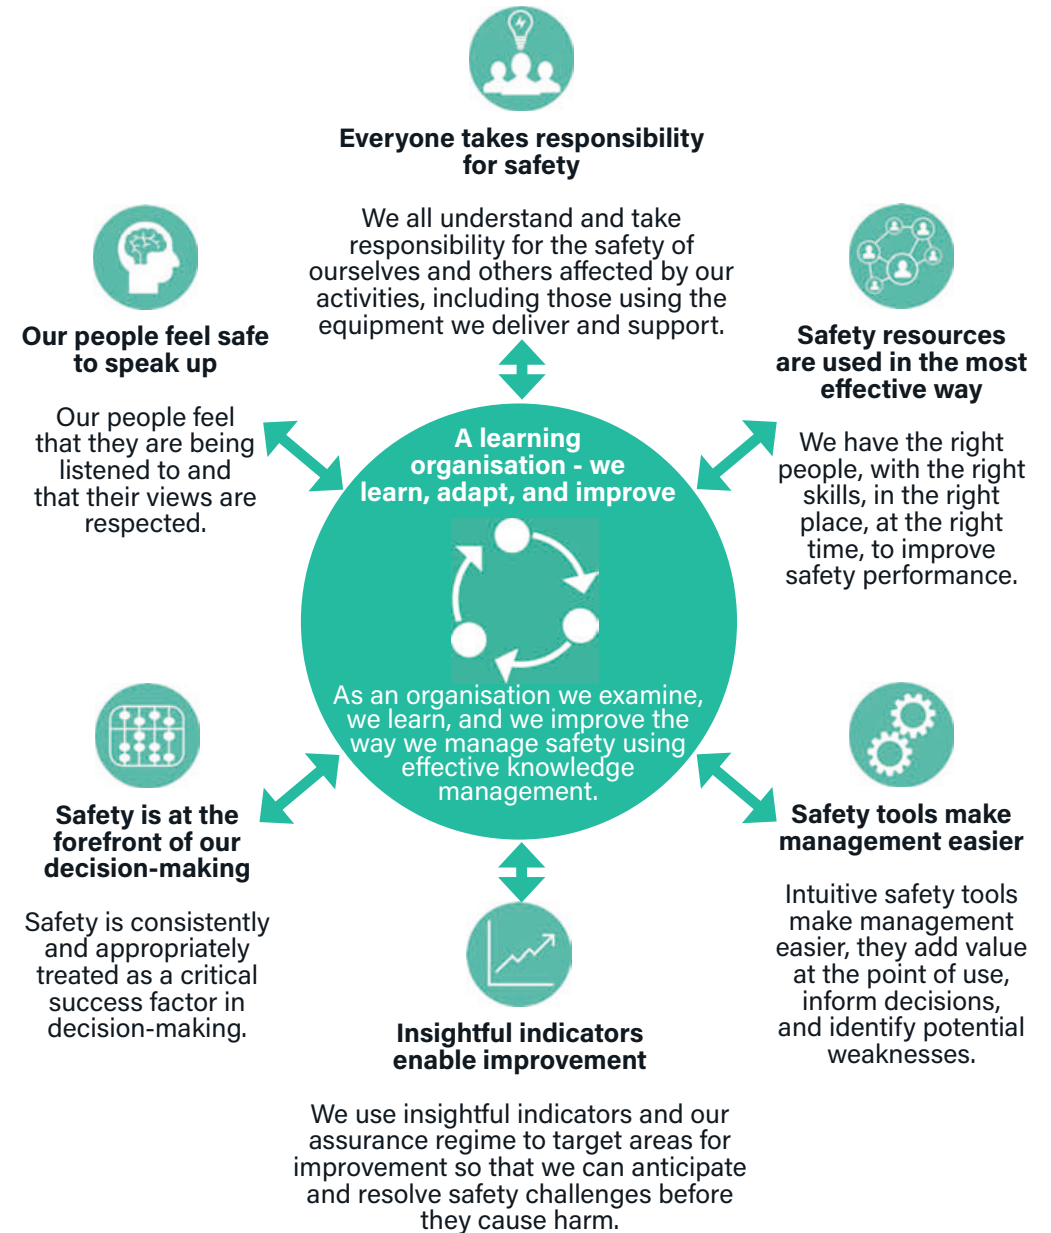 Everyone takes responsibility
for safety
We all understand and take
responsibility for the safety of
ourselves and others affected by our
activities, including those using the
equipment we deliver and support.
Our people feel safe
to speak up
Our people feel
that they are being
listened to and
that their views are
respected.
Safety resources
are used in the most
effective way
We have the right
people, with the right
skills, in the right
place, at the right
time, to improve
safety performance.
A learning
organisation - we
learn, adapt, and improve
As an organisation we examine,
we learn, and we improve the
way we manage safety using
effective knowledge
management.
Safety is at the
forefront of our
decision-making
Safety is consistently
and appropriately
treated as a critical
success factor in
decision-making.
Safety tools make
management easier
Intuitive safety tools
make management
easier, they add value
at the point of use,
inform decisions,
and identify potential
weaknesses.
Insightful indicators
enable improvement
We use insightful indicators and our
assurance regime to target areas for
improvement so that we can anticipate
and resolve safety challenges before
they cause harm.